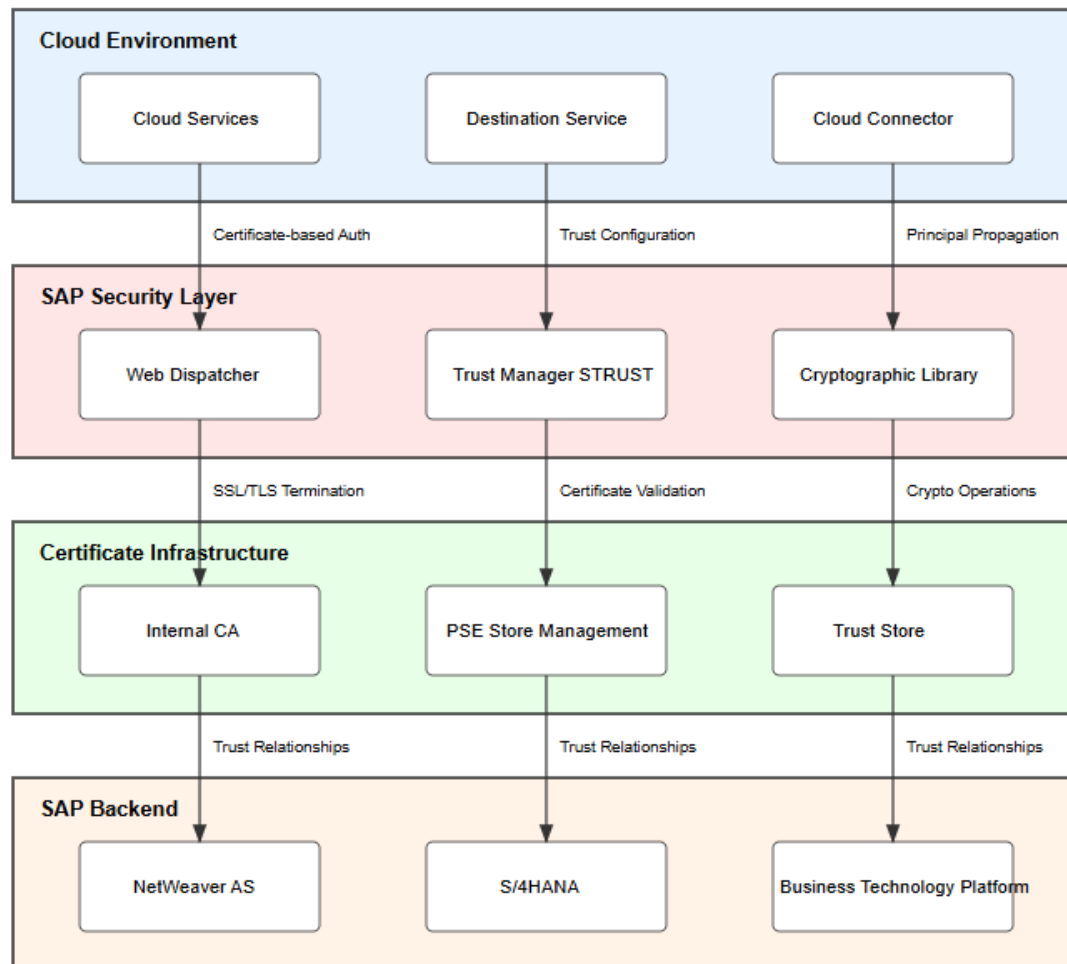 Cloud Environment
Cloud Services
Destination Service
Cloud Connector
Certificate-based Auth
Trust Configuration
Principal Propagation
SAP Security Layer
Web Dispatcher
Trust Manager STRUST
Cryptographic Library
SSL/TLS Termination
Certificate Validation
Crypto Operations
Certificate Infrastructure
Internal CA
PSE Store Management
Trust Store
Trust Relationships
Trust Relationships
Trust Relationships
SAP Backend
NetWeaver AS
S/4HANA
Business Technology Platform